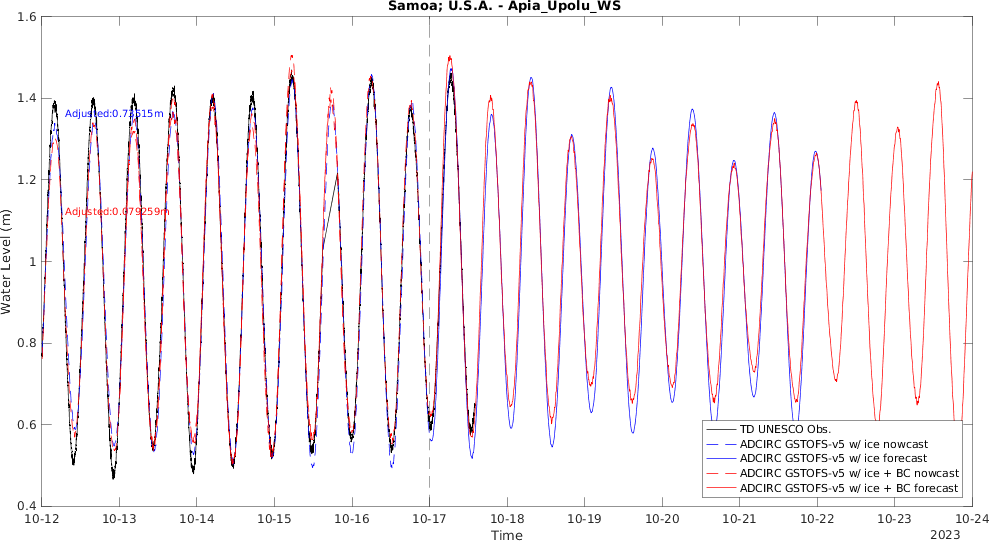 Samoa; U.S.A. - Apia_Upolu_WS
1.6
1.4
1.2
1
0.8
0.6
0.4
Water Level (m)
Adjusted:0.73515m
Adjusted:0.079259m
TD UNESCO Obs.
ADCIRC GSTOFS-v5 w/ ice nowcast
ADCIRC GSTOFS-v5 w/ ice forecast
ADCIRC GSTOFS-v5 w/ ice + BC nowcast
ADCIRC GSTOFS-v5 w/ ice + BC forecast
10-12 10-13 10-14 10-15 10-16 10-17 10-18 10-19 10-20 10-21 10-22 10-23 10-24
Time
2023